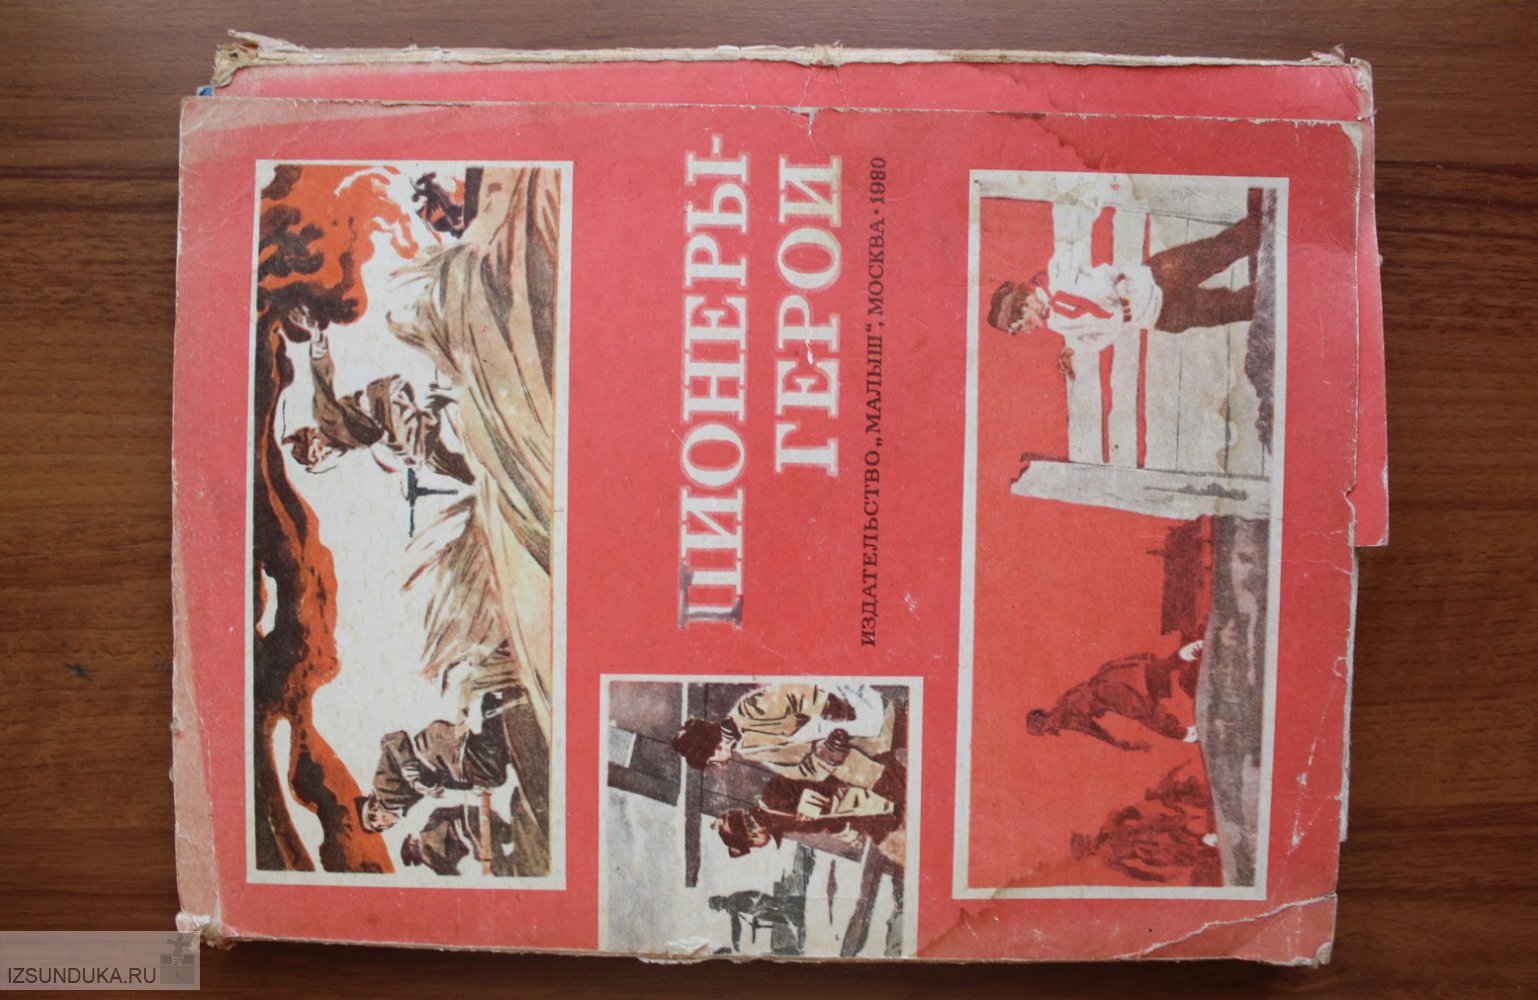 ПИОНЕРЫ-
ГЕРОИ
ИЗДАТЕЛЬСТВО „МАЛЫШ“, МОСКВА · 1980
IZSUNDUKA.RU